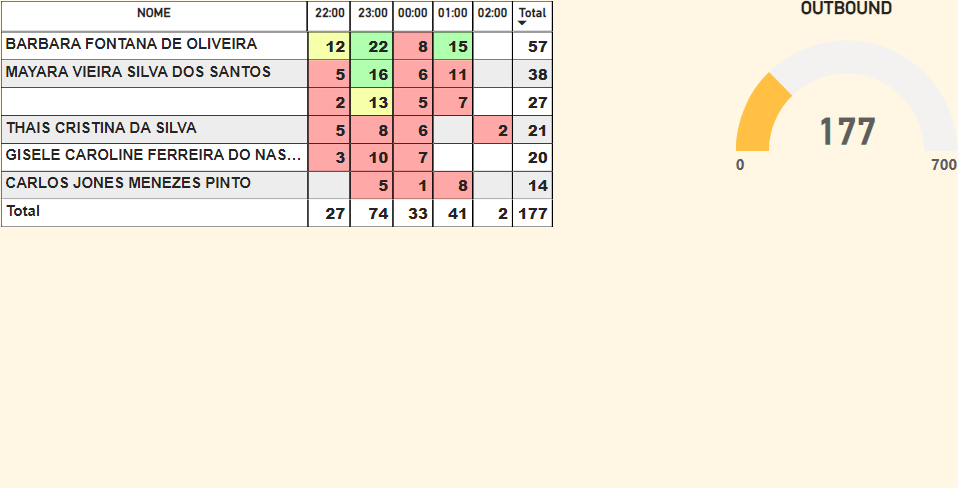 NOME 22:00 23:00 00:00 01:00 02:00 Total
BARBARA FONTANA DE OLIVEIRA 12 22 8 15 57
MAYARA VIEIRA SILVA DOS SANTOS 5 16 6 11 38
2 13 5 7 27
THAIS CRISTINA DA SILVA 5 8 6 2 21
GISELE CAROLINE FERREIRA DO NAS... 3 10 7 20
CARLOS JONES MENEZES PINTO 5 1 8 14
Total 27 74 33 41 2 177
OUTBOUND
177
0 700